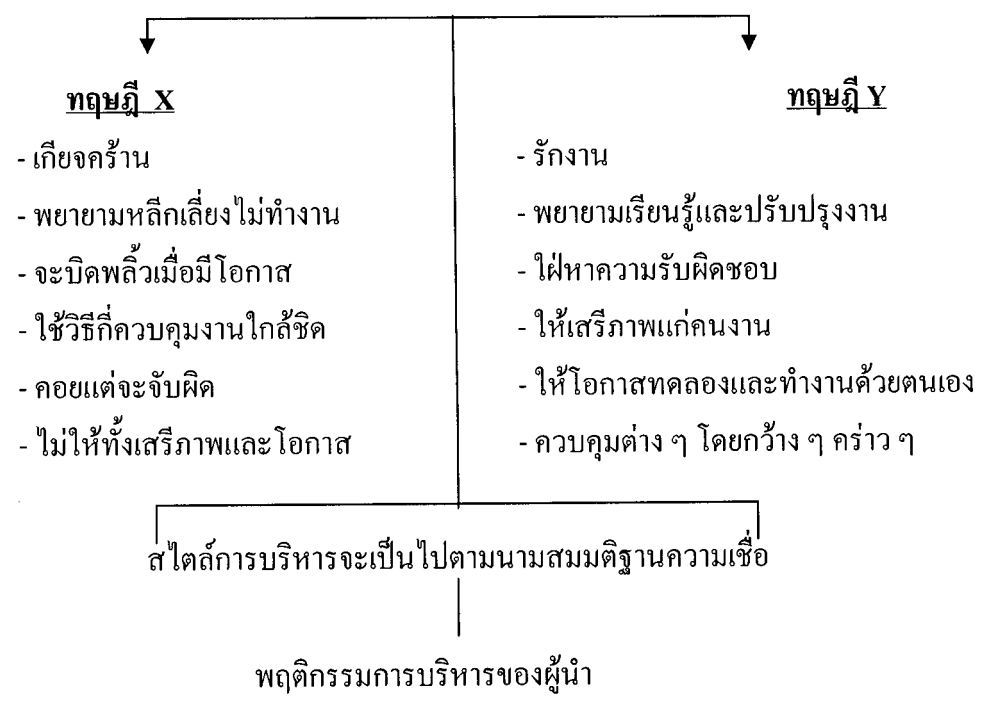 ทฤษฎี X
- เกียจคร้าน
- พยายามหลีกเลี่ยงไม่ทำงาน
- จะบิดพลิ้วเมื่อมีโอกาส
- ใช้วิธีกี่ควบคุมงานใกล้ชิด
- คอยแต่จะจับผิด
- ไม่ให้ทั้งเสรีภาพและโอกาส
ทฤษฎี Y
- รักงาน
- พยายามเรียนรู้และปรับปรุงงาน
- ใฝ่หาความรับผิดชอบ
- ให้เสรีภาพแก่คนงาน
- ให้โอกาสทดลองและทำงานด้วยตนเอง
- ควบคุมต่าง ๆ โดยกว้าง ๆ คร่าว ๆ
สไตล์การบริหารจะเป็นไปตามนามสมมติฐานความเชื่อ
พฤติกรรมการบริหารของผู้นำ